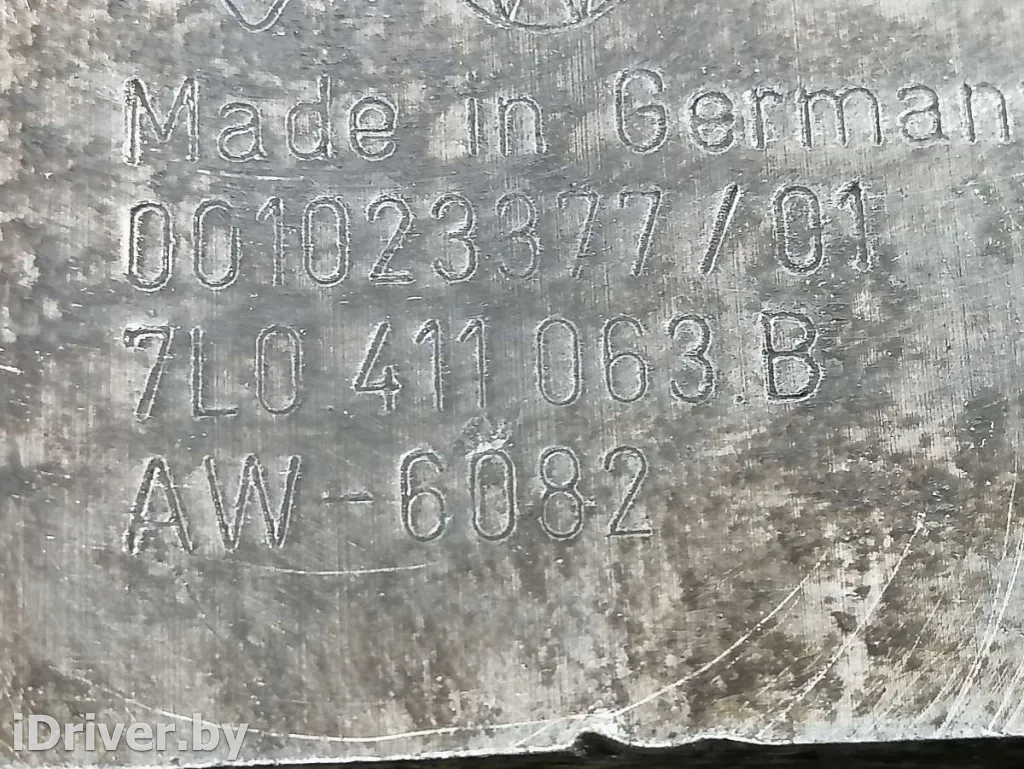 Made in German
001023377/01
7L0 411 063.B
AW-6082
iDriver.by